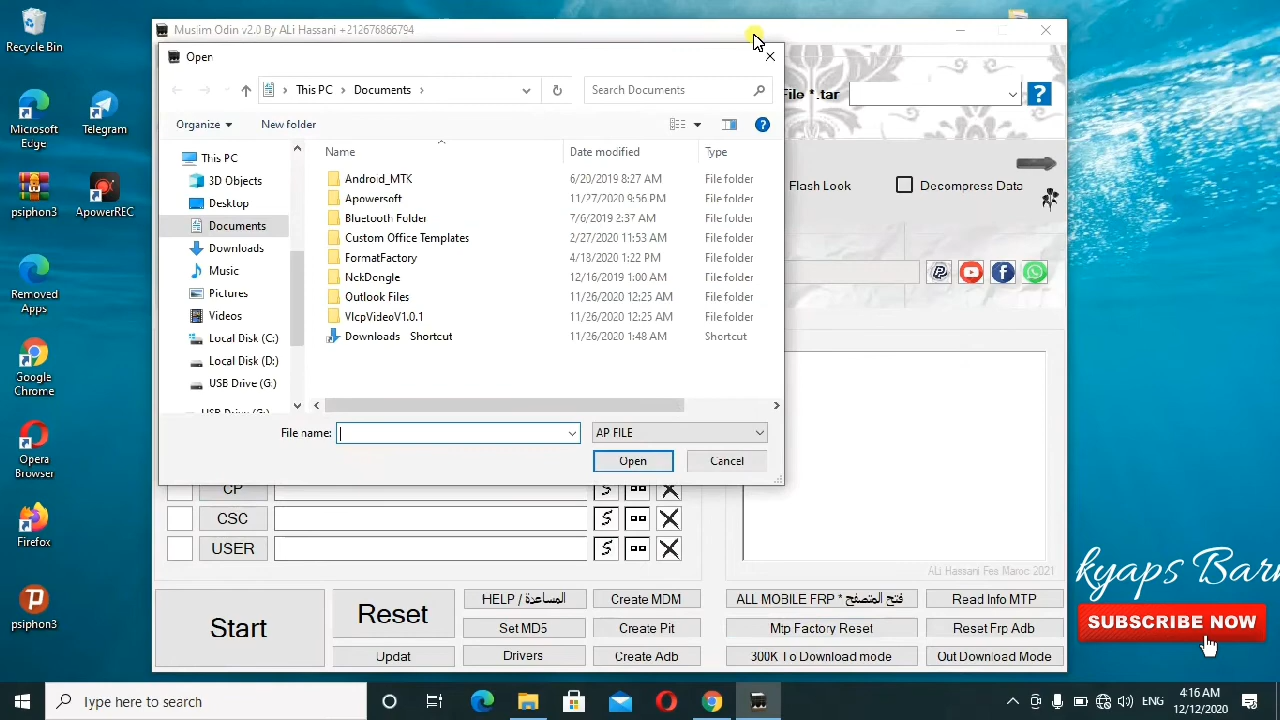 Recycle Bin
Microsoft
Edge
Telegram
psiphon3
ApowerREC
Removed
Apps
Google
Chrome
Opera
Browser
Firefox
psiphon3
Muslim Odin v2.0 By ALi Hassani +212676866794
Open
This PC > Documents >
Search Documents
Organize
New folder
This PC
3D Objects
Desktop
Documents
Downloads
Music
Pictures
Videos
Local Disk (C:)
Local Disk (D:)
USB Drive (G:)
USB Drive (G:)
Name Date modified Type
Android_MTK 6/20/2019 8:27 AM File folder
Apowersoft 11/27/2020 9:56 PM File folder
Bluetooth Folder 7/6/2019 2:37 AM File folder
Custom Office Templates 2/27/2020 11:53 AM File folder
FormatFactory 4/13/2020 1:22 PM File folder
NckDongle 12/16/2019 1:00 AM File folder
Outlook Files 11/26/2020 12:25 AM File folder
VlcpVideoV1.0.1 11/26/2020 12:25 AM File folder
Downloads - Shortcut 11/26/2020 1:48 AM Shortcut
File name:
AP FILE
Open
Cancel
File *.tar
?
Flash Look
Decompress Data
CP
CSC
USER
ALi Hassani Fes Maroc 2021
Start
Reset
Updat
HELP / المساعدة
Set MD5
Drivers
Create MDM
Create Pit
Create Adb
ALL MOBILE FRP * فتح المتصفح
Mtp Factory Reset
300K To Download mode
Read Info MTP
Reset Frp Adb
Out Download Mode
kyaps
SUBSCRIBE NOW
Type here to search
ENG
4:16 AM
12/12/2020